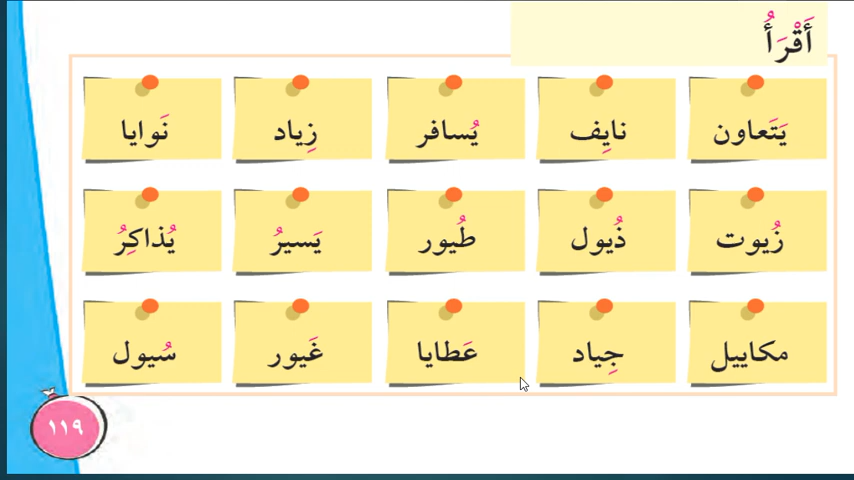 أَقْرَأُ
يَتَعاون نايِف يُسافر زِياد نَوايا
زُيوت ذُيول طُيور يَسيرُ يُذاكِرُ
مكاييل جِياد عَطايا غَيور سُيول
١١٩